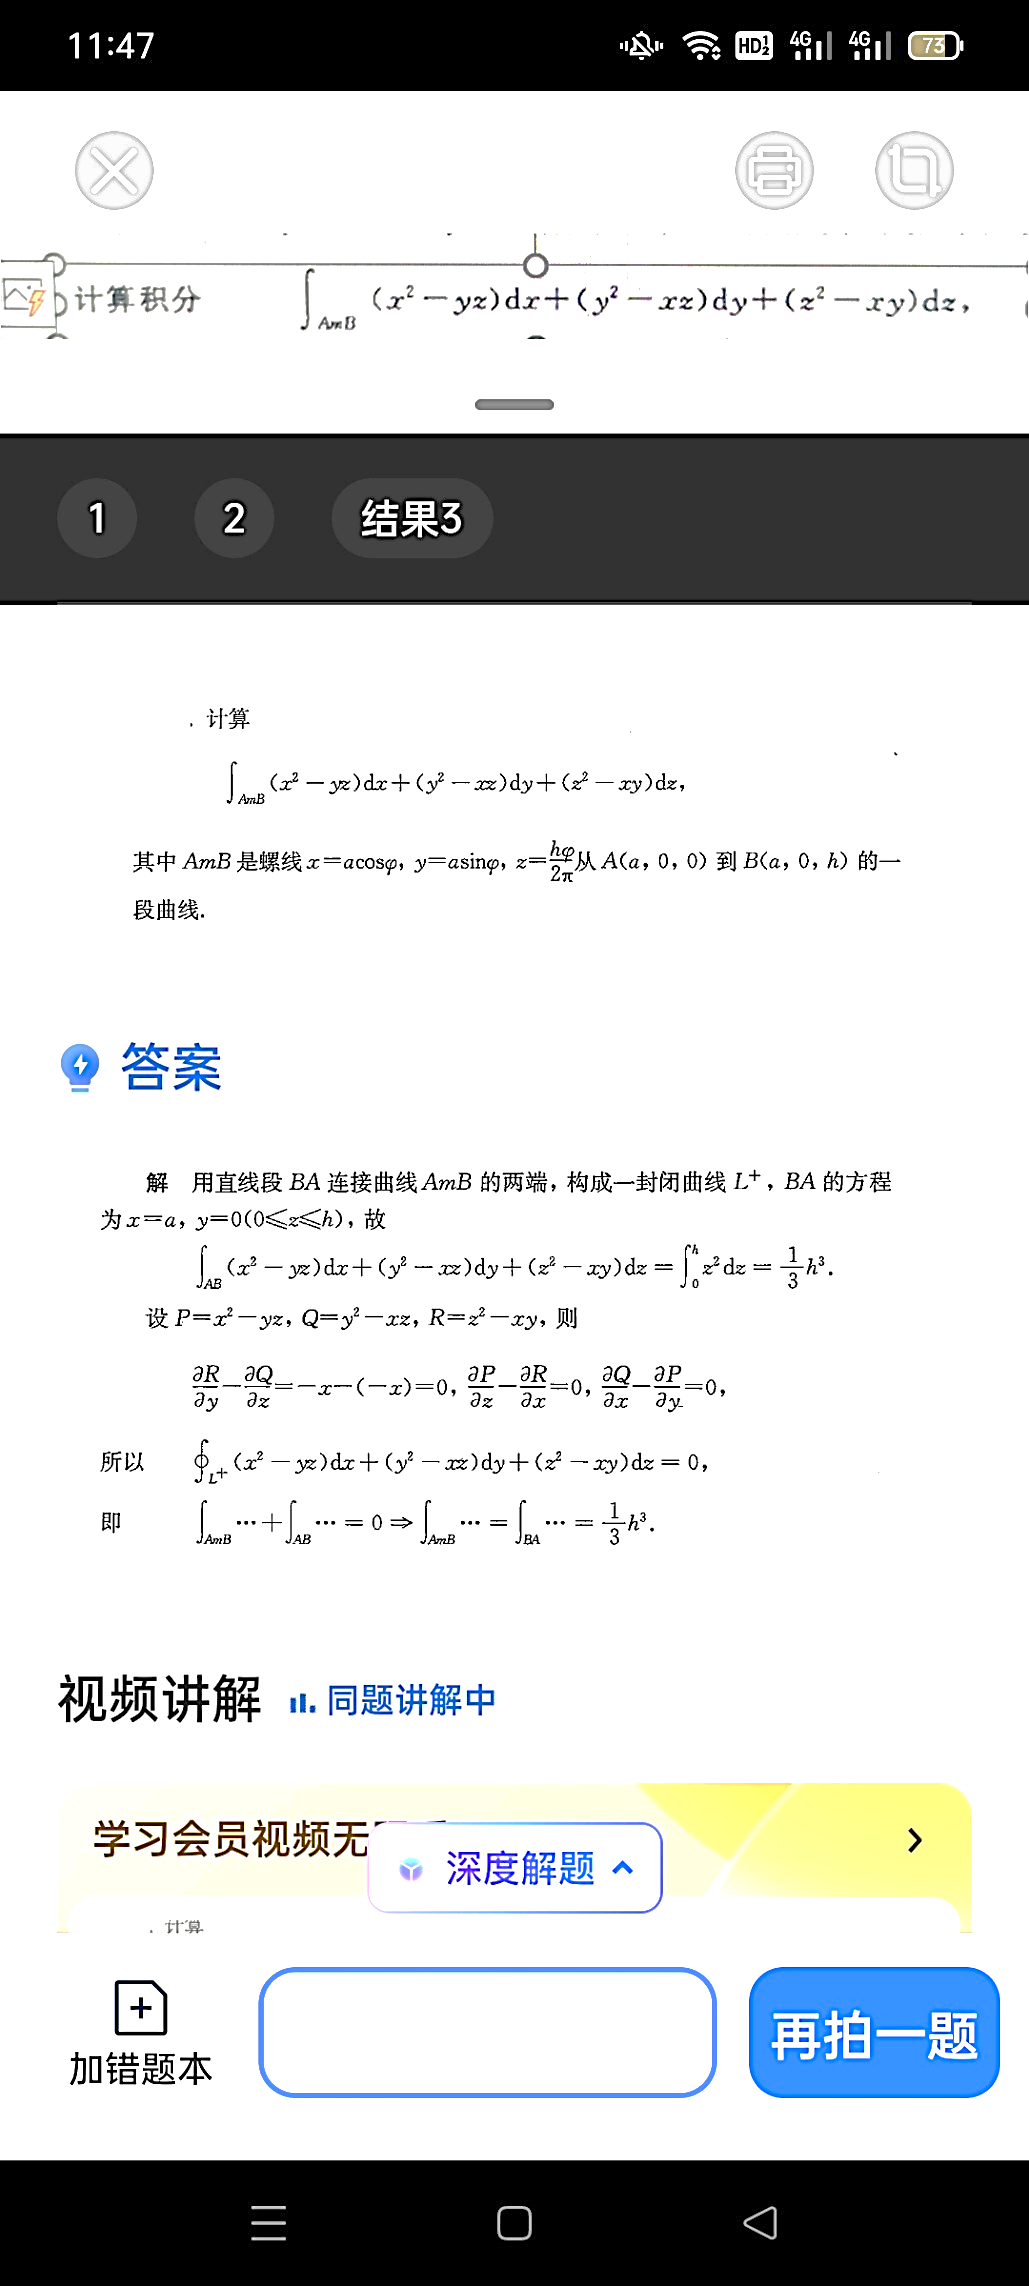 11:47
HD 1 2 4G 4G 73
计算积分 ∫_{AmB} (x² − yz)dx+(y² − xz)dy+(z² − xy)dz,
1 2 结果3
. 计算
∫_{AmB} (x² − yz)dx+(y² − xz)dy+(z² − xy)dz,
其中 AmB 是螺线 x=acosφ, y=asinφ, z=hφ/2π 从 A(a, 0, 0) 到 B(a, 0, h) 的一
段曲线.
答案
解 用直线段 BA 连接曲线 AmB 的两端, 构成一封闭曲线 L⁺, BA 的方程
为 x=a, y=0(0⩽z⩽h), 故
∫_{AB} (x² − yz)dx+(y² − xz)dy+(z² − xy)dz = ∫₀ʰ z²dz = 1/3 h³.
设 P=x²−yz, Q=y²−xz, R=z²−xy, 则
∂R/∂y − ∂Q/∂z = −x−(−x)=0, ∂P/∂z − ∂R/∂x =0, ∂Q/∂x − ∂P/∂y =0,
所以 ∮_{L⁺} (x² − yz)dx+(y² − xz)dy+(z² − xy)dz = 0,
即 ∫_{AmB} ⋯ + ∫_{AB} ⋯ = 0 ⇒ ∫_{AmB} ⋯ = ∫_{BA} ⋯ = 1/3 h³.
视频讲解 同题讲解中
学习会员视频无
深度解题
. 计算
加错题本
再拍一题